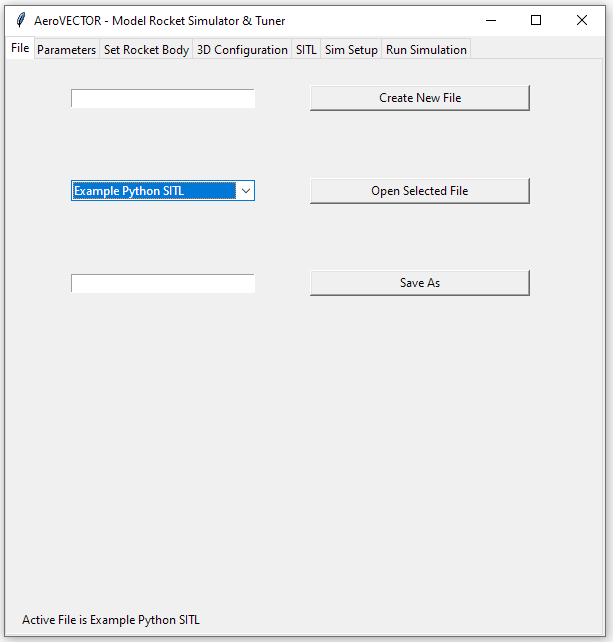 AeroVECTOR - Model Rocket Simulator & Tuner
File Parameters Set Rocket Body 3D Configuration SITL Sim Setup Run Simulation
Create New File
Example Python SITL Open Selected File
Save As
Active File is Example Python SITL